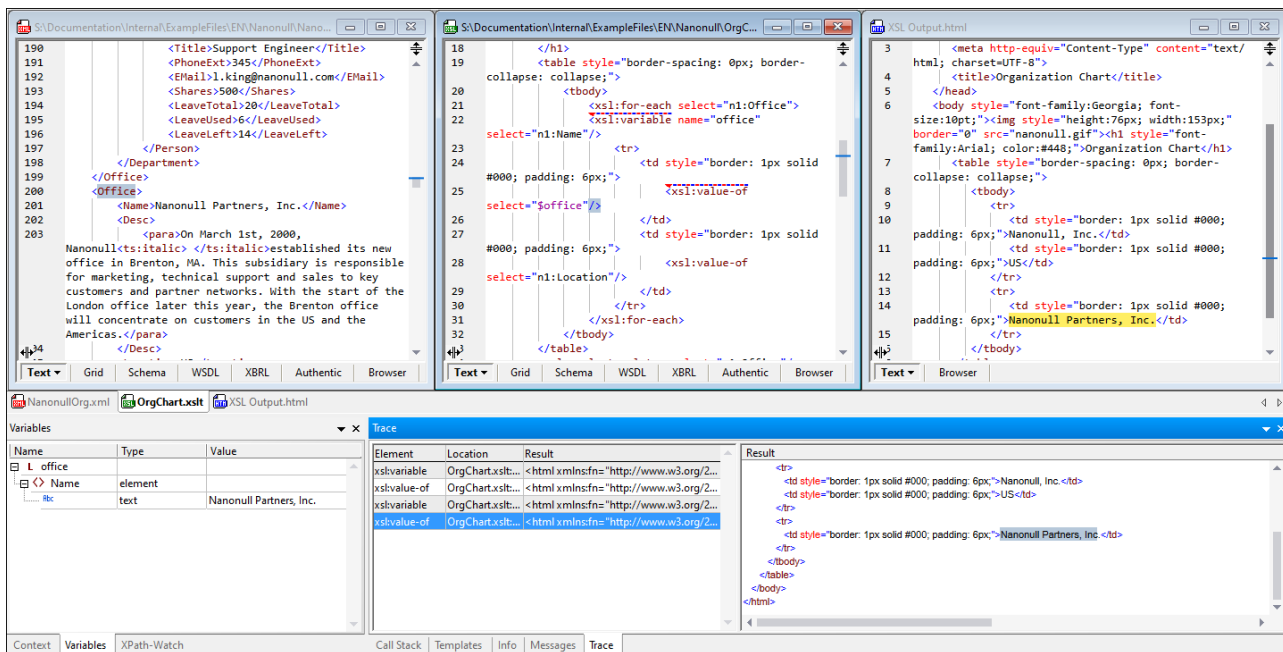 S:\Documentation\Internal\ExampleFiles\EN\Nanonull\Nano...
190 <Title>Support Engineer</Title>
191 <PhoneExt>345</PhoneExt>
192 <EMail>l.king@nanonull.com</EMail>
193 <Shares>500</Shares>
194 <LeaveTotal>20</LeaveTotal>
195 <LeaveUsed>6</LeaveUsed>
196 <LeaveLeft>14</LeaveLeft>
197 </Person>
198 </Department>
199 </Office>
200 <Office>
201 <Name>Nanonull Partners, Inc.</Name>
202 <Desc>
203 <para>On March 1st, 2000,
Nanonull<ts:italic> </ts:italic>established its new
office in Brenton, MA. This subsidiary is responsible
for marketing, technical support and sales to key
customers and partner networks. With the start of the
London office later this year, the Brenton office
will concentrate on customers in the US and the
Americas.</para>
</Desc>
Text Grid Schema WSDL XBRL Authentic Browser
S:\Documentation\Internal\ExampleFiles\EN\Nanonull\OrgC...
18 </h1>
19 <table style="border-spacing: 0px; border-
collapse: collapse;">
20 <tbody>
21 <xsl:for-each select="n1:Office">
22 <xsl:variable name="office"
select="n1:Name"/>
23 <tr>
24 <td style="border: 1px solid
#000; padding: 6px;">
25 <xsl:value-of
select="$office"/>
26 </td>
27 <td style="border: 1px solid
#000; padding: 6px;">
28 <xsl:value-of
select="n1:Location"/>
29 </td>
30 </tr>
31 </xsl:for-each>
32 </tbody>
</table>
Text Grid Schema WSDL XBRL Authentic Browser
XSL Output.html
3 <meta http-equiv="Content-Type" content="text/
html; charset=UTF-8">
4 <title>Organization Chart</title>
5 </head>
6 <body style="font-family:Georgia; font-
size:10pt;"><img style="height:76px; width:153px;"
border="0" src="nanonull.gif"><h1 style="font-
family:Arial; color:#448;">Organization Chart</h1>
7 <table style="border-spacing: 0px; border-
collapse: collapse;">
8 <tbody>
9 <tr>
10 <td style="border: 1px solid #000;
padding: 6px;">Nanonull, Inc.</td>
11 <td style="border: 1px solid #000;
padding: 6px;">US</td>
12 </tr>
13 <tr>
14 <td style="border: 1px solid #000;
padding: 6px;">Nanonull Partners, Inc.</td>
15 </tr>
</tbody>
Text Browser
NanonullOrg.xml OrgChart.xslt XSL Output.html
Variables
Name Type Value
L office
Name element
Abc text Nanonull Partners, Inc.
Context Variables XPath-Watch
Trace
Element Location Result
xsl:variable OrgChart.xslt:... <html xmlns:fn="http://www.w3.org/2...
xsl:value-of OrgChart.xslt:... <html xmlns:fn="http://www.w3.org/2...
xsl:variable OrgChart.xslt:... <html xmlns:fn="http://www.w3.org/2...
xsl:value-of OrgChart.xslt:... <html xmlns:fn="http://www.w3.org/2...
Result
<tr>
<td style="border: 1px solid #000; padding: 6px;">Nanonull, Inc.</td>
<td style="border: 1px solid #000; padding: 6px;">US</td>
</tr>
<tr>
<td style="border: 1px solid #000; padding: 6px;">Nanonull Partners, Inc.</td>
</tr>
</tbody>
</table>
</body>
</html>
Call Stack Templates Info Messages Trace